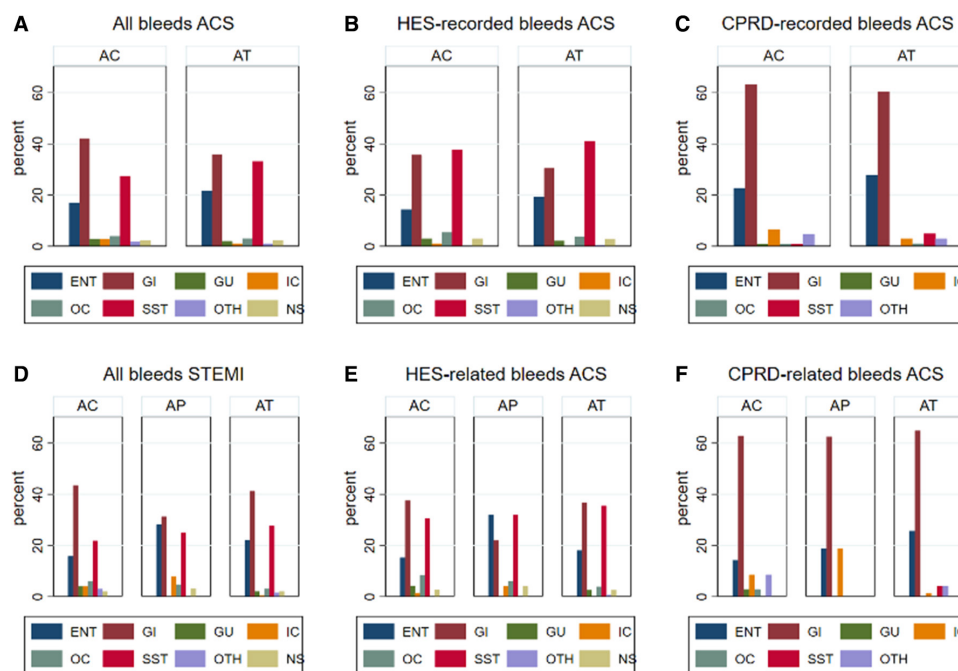 A All bleeds ACS
AC AT
percent
60
40
20
0
ENT GI GU IC
OC SST OTH NS
B HES-recorded bleeds ACS
AC AT
percent
60
40
20
0
ENT GI GU IC
OC SST OTH NS
C CPRD-recorded bleeds ACS
AC AT
percent
60
40
20
0
ENT GI GU IC
OC SST OTH
D All bleeds STEMI
AC AP AT
percent
60
40
20
0
ENT GI GU IC
OC SST OTH NS
E HES-related bleeds ACS
AC AP AT
percent
60
40
20
0
ENT GI GU IC
OC SST OTH NS
F CPRD-related bleeds ACS
AC AP AT
percent
60
40
20
0
ENT GI GU IC
OC SST OTH